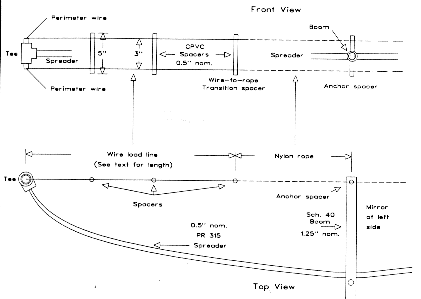 Front View
Perimeter wire
Boom
Tee
Spreader
5"
3"
CPVC
Spacers
0.5" nom.
Spreader
Perimeter wire
Wire-to-rope
Transition spacer
Anchor spacer
Wire load line
(See text for length)
Nylon rope
Tee
Spacers
Anchor spacer
Sch. 40
Boom
1.25" nom.
Mirror
of left
side
0.5" nom.
PR 315
Spreader
Top View